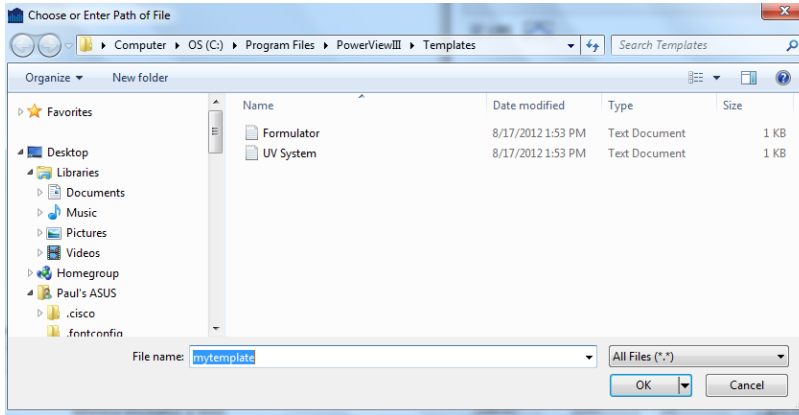 Choose or Enter Path of File
Computer OS (C:) Program Files PowerViewIII Templates Search Templates
Organize New folder
Favorites
Desktop
Libraries
Documents
Music
Pictures
Videos
Homegroup
Paul's ASUS
.cisco
.fontconfig
Name Date modified Type Size
Formulator 8/17/2012 1:53 PM Text Document 1 KB
UV System 8/17/2012 1:53 PM Text Document 1 KB
File name: mytemplate All Files (*.*)
OK Cancel